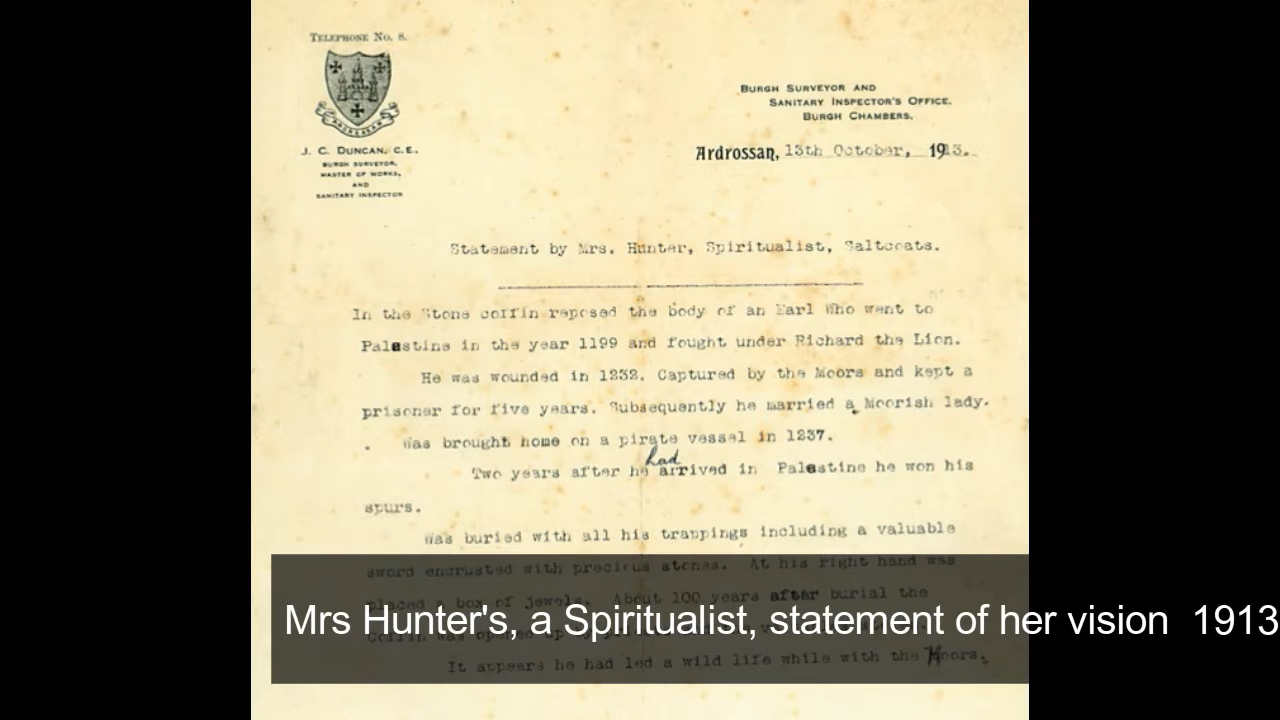 TELEPHONE No. 8.
ARDROSSAN
J. C. DUNCAN, C.E.,
BURGH SURVEYOR,
MASTER OF WORKS,
AND
SANITARY INSPECTOR
BURGH SURVEYOR AND
SANITARY INSPECTOR'S OFFICE.
BURGH CHAMBERS.
Ardrossan, 15th October, 1913.
Statement by Mrs. Hunter, Spiritualist, Saltcoats.
In the Stone coffin reposed the body of an Earl Who went to
Palestine in the year 1199 and fought under Richard the Lion.
He was wounded in 1232. Captured by the Moors and kept a
prisoner for five years. Subsequently he married a Moorish lady.
. Was brought home on a pirate vessel in 1237.
had
Two years after he arrived in Palestine he won his
spurs.
Was buried with all his trappings including a valuable
sword encrusted with precious stones. At his right hand was
placed a box of jewels. About 100 years after burial the
Coffin was opened
It appears he had led a wild life while with the Moors.
Mrs Hunter's, a Spiritualist, statement of her vision 1913